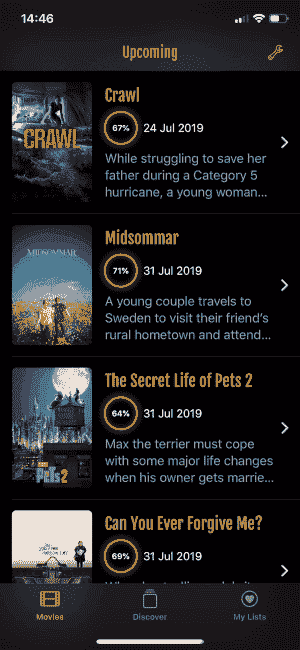 14:46
Upcoming
CRAWL
Crawl
67%
24 Jul 2019
While struggling to save her
father during a Category 5
hurricane, a young woman...
MIDSOMMAR
Midsommar
71%
31 Jul 2019
A young couple travels to
Sweden to visit their friend's
rural hometown and attend...
Pets 2
The Secret Life of Pets 2
64%
31 Jul 2019
Max the terrier must cope
with some major life changes
when his owner gets marrie...
Can You Ever Forgive Me?
69%
31 Jul 2019
Movies
Discover
My Lists